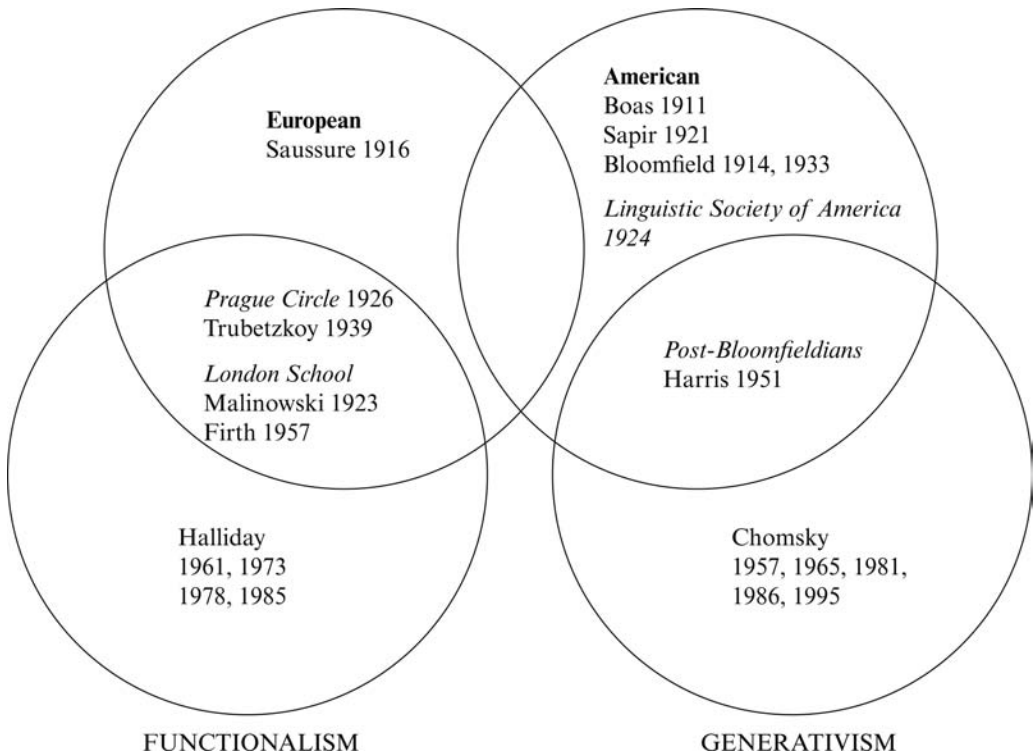 European
Saussure 1916
American
Boas 1911
Sapir 1921
Bloomfield 1914, 1933
Linguistic Society of America
1924
Prague Circle 1926
Trubetzkoy 1939
London School
Malinowski 1923
Firth 1957
Post-Bloomfieldians
Harris 1951
Halliday
1961, 1973
1978, 1985
Chomsky
1957, 1965, 1981,
1986, 1995
FUNCTIONALISM
GENERATIVISM